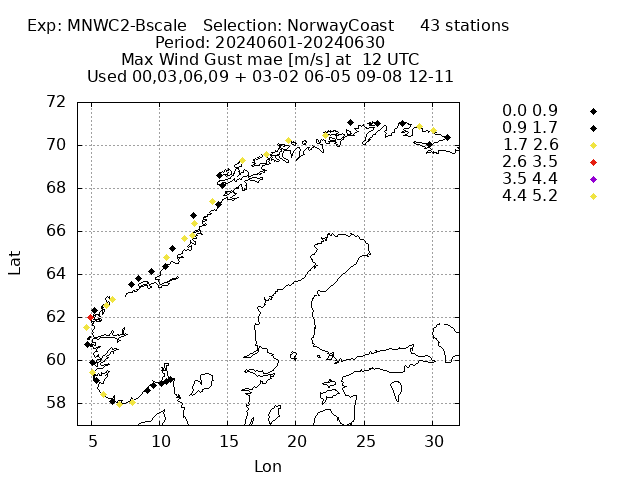 Exp: MNWC2-Bscale   Selection: NorwayCoast     43 stations
Period: 20240601-20240630
Max Wind Gust mae [m/s] at  12 UTC
Used 00,03,06,09 + 03-02 06-05 09-08 12-11
72
70
68
66
64
62
60
58
Lat
5 10 15 20 25 30
Lon
0.0 0.9
0.9 1.7
1.7 2.6
2.6 3.5
3.5 4.4
4.4 5.2